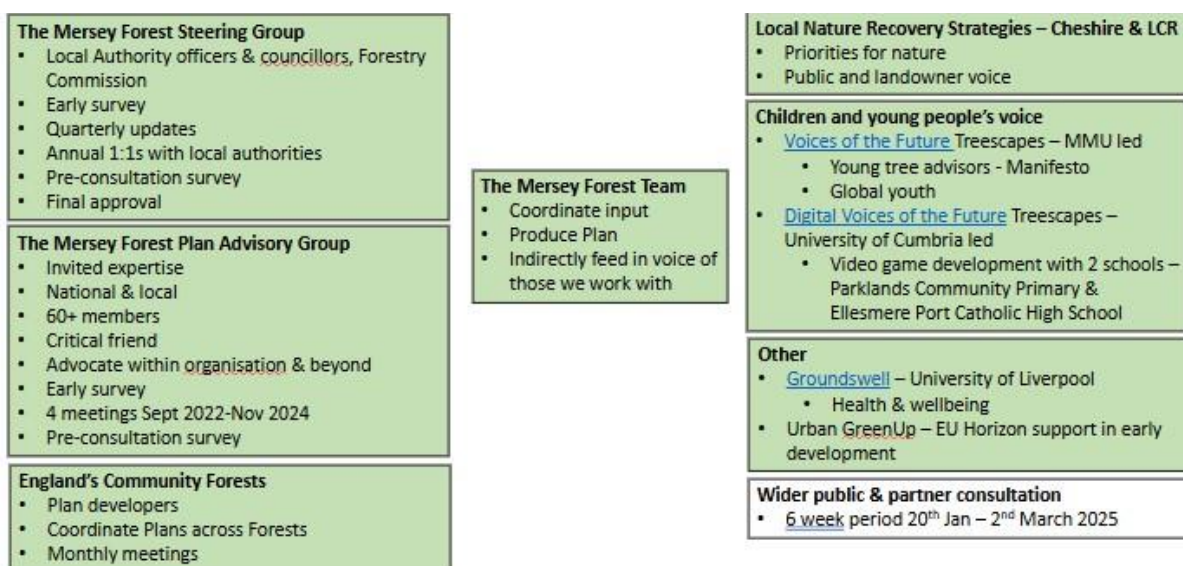 The Mersey Forest Steering Group
• Local Authority officers & councillors, Forestry
Commission
• Early survey
• Quarterly updates
• Annual 1:1s with local authorities
• Pre-consultation survey
• Final approval
The Mersey Forest Plan Advisory Group
• Invited expertise
• National & local
• 60+ members
• Critical friend
• Advocate within organisation & beyond
• Early survey
• 4 meetings Sept 2022-Nov 2024
• Pre-consultation survey
England's Community Forests
• Plan developers
• Coordinate Plans across Forests
• Monthly meetings
The Mersey Forest Team
• Coordinate input
• Produce Plan
• Indirectly feed in voice of
those we work with
Local Nature Recovery Strategies – Cheshire & LCR
• Priorities for nature
• Public and landowner voice
Children and young people's voice
• Voices of the Future Treescapes – MMU led
• Young tree advisors - Manifesto
• Global youth
• Digital Voices of the Future Treescapes –
University of Cumbria led
• Video game development with 2 schools –
Parklands Community Primary &
Ellesmere Port Catholic High School
Other
• Groundswell – University of Liverpool
• Health & wellbeing
• Urban GreenUp – EU Horizon support in early
development
Wider public & partner consultation
• 6 week period 20th Jan – 2nd March 2025